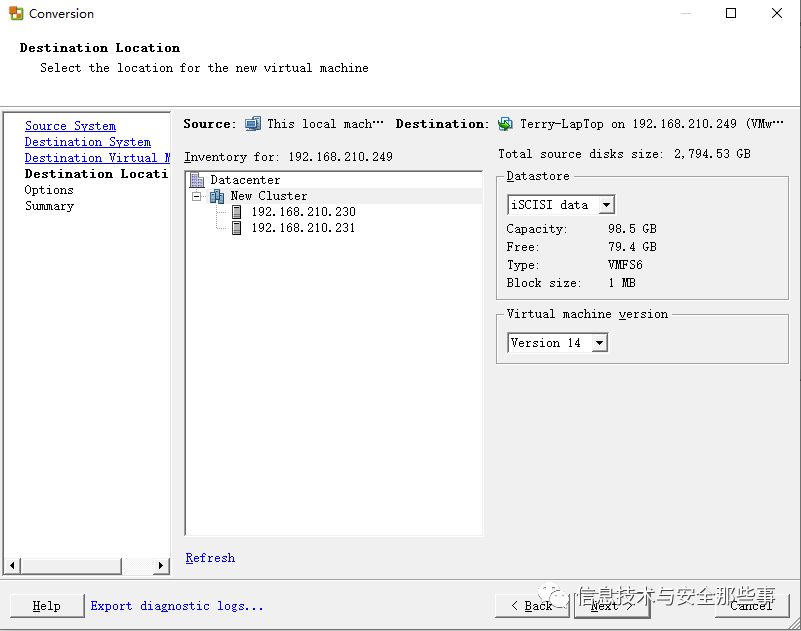 Conversion
Destination Location
Select the location for the new virtual machine
Source System
Destination System
Destination Virtual M
Destination Locati
Options
Summary
Source: This local mach… Destination: Terry-LapTop on 192.168.210.249 (VMw…
Inventory for: 192.168.210.249
Total source disks size: 2,794.53 GB
Datacenter
New Cluster
192.168.210.230
192.168.210.231
Datastore
iSCISI data
Capacity: 98.5 GB
Free: 79.4 GB
Type: VMFS6
Block size: 1 MB
Virtual machine version
Version 14
Refresh
Help
Export diagnostic logs...
< Back
Next >
Cancel
信息技术与安全那些事